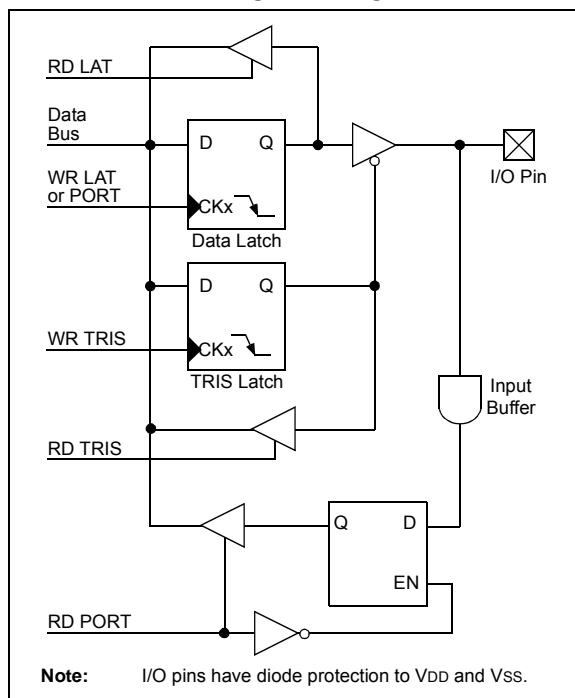 RD LAT
Data
Bus
D Q
WR LAT
or PORT
CKx
Data Latch
I/O Pin
D Q
WR TRIS
CKx
TRIS Latch
Input
Buffer
RD TRIS
Q D
EN
RD PORT
Note: I/O pins have diode protection to VDD and VSS.